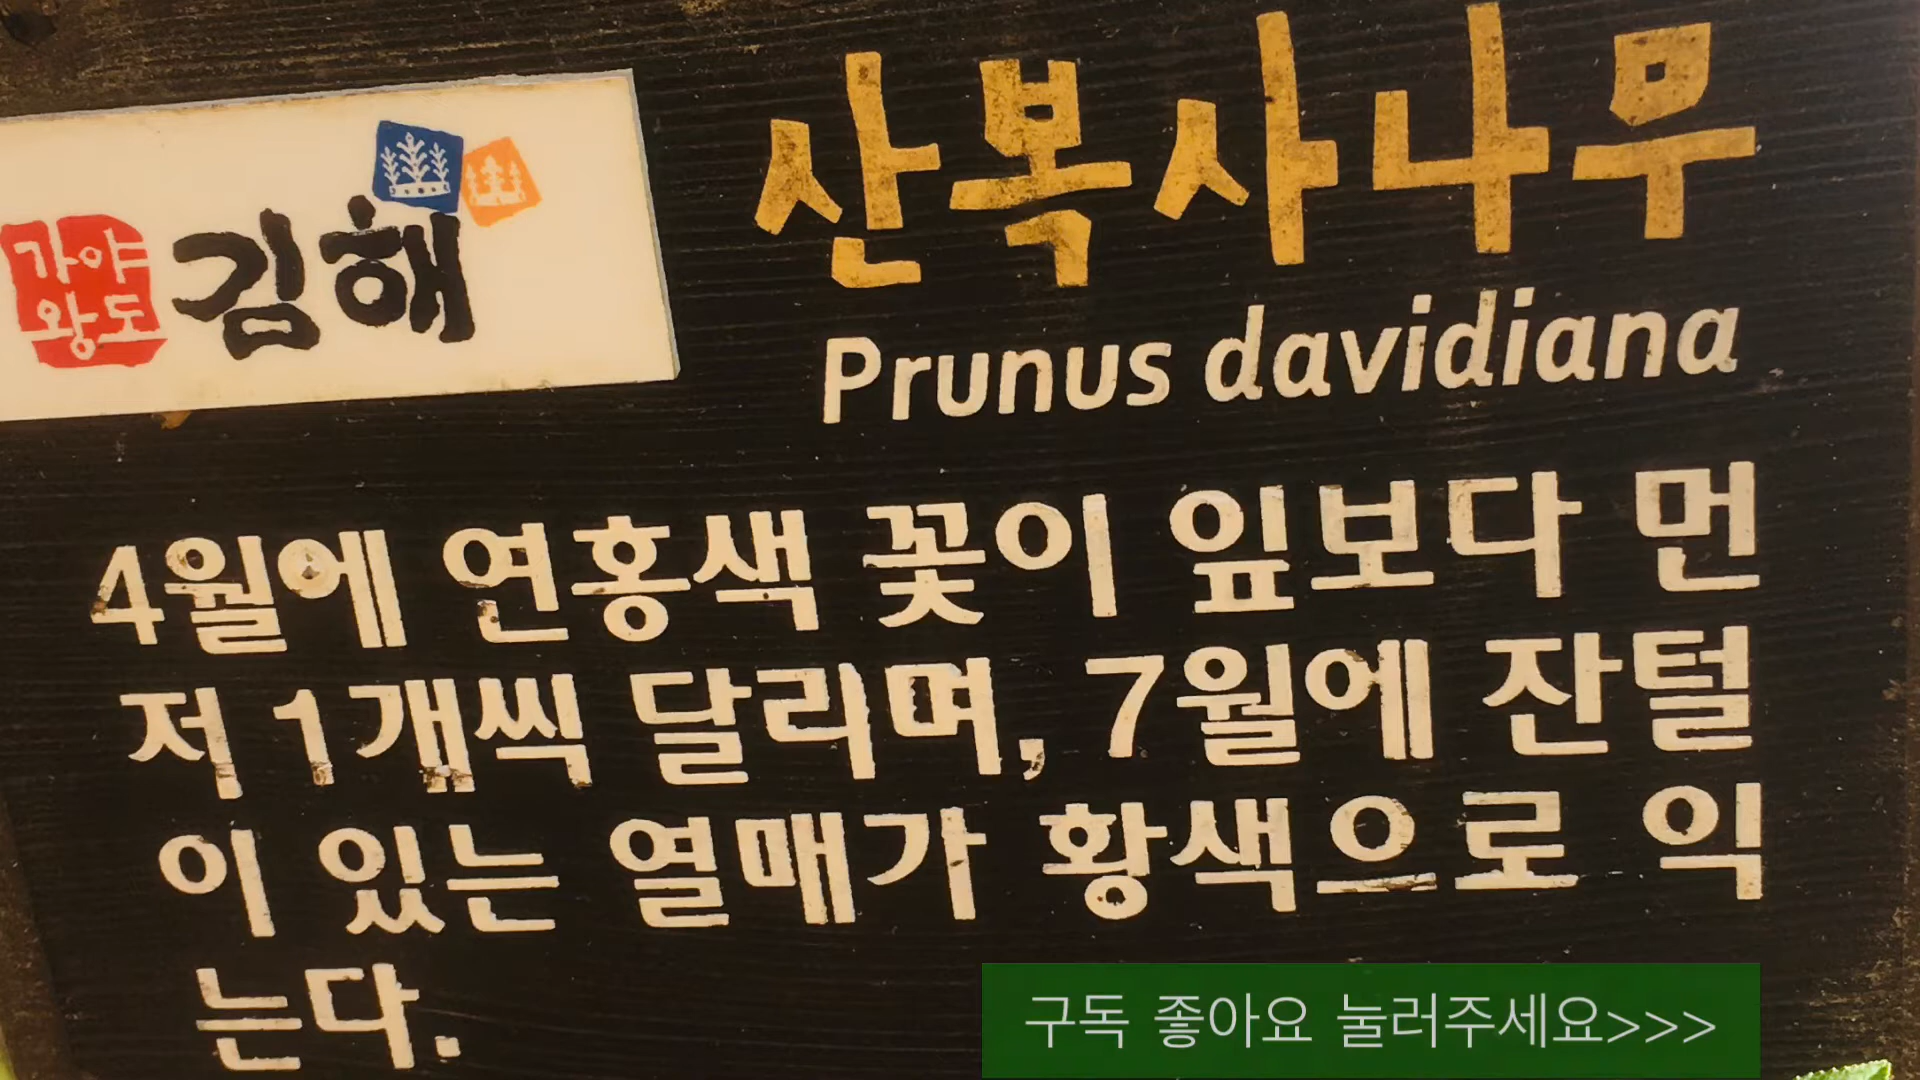 가야
왕도
김해
산복사나무
Prunus davidiana
4월에 연홍색 꽃이 잎보다 먼
저 1개씩 달리며, 7월에 잔털
이 있는 열매가 황색으로 익
는다.
구독 좋아요 눌러주세요>>>